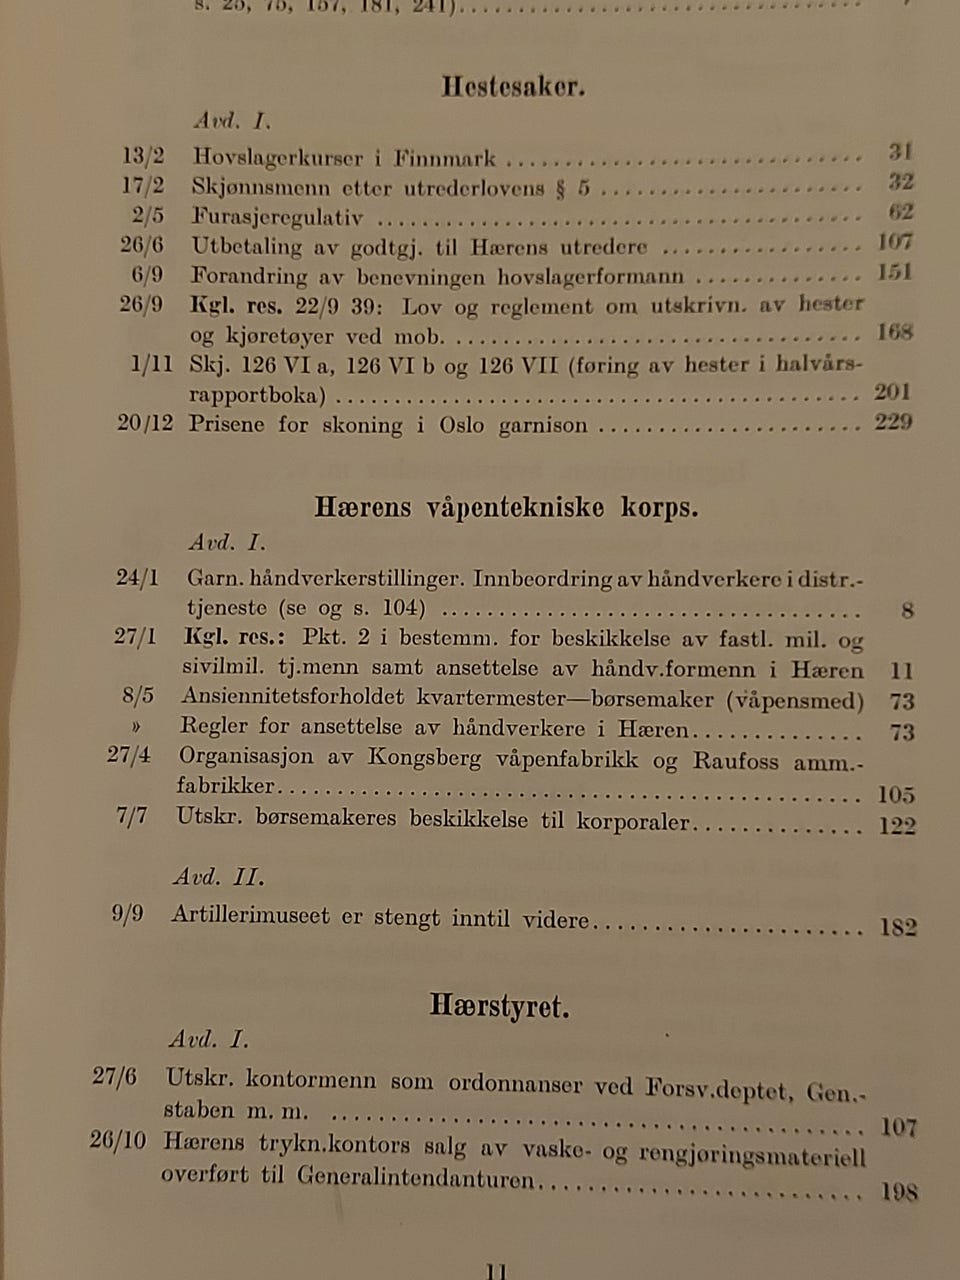 s. 25, 75, 157, 181, 241)
Hestesaker.
Avd. I.
13/2 Hovslagerkurser i Finnmark 31
17/2 Skjønnsmenn etter utrederlovens § 5 32
2/5 Furasjeregulativ 62
26/6 Utbetaling av godtgj. til Hærens utredere 107
6/9 Forandring av benevningen hovslagerformann 151
26/9 Kgl. res. 22/9 39: Lov og reglement om utskrivn. av hester
og kjøretøyer ved mob. 168
1/11 Skj. 126 VI a, 126 VI b og 126 VII (føring av hester i halvårs-
rapportboka) 201
20/12 Prisene for skoning i Oslo garnison 229
Hærens våpentekniske korps.
Avd. I.
24/1 Garn. håndverkerstillinger. Innbeordring av håndverkere i distr.-
tjeneste (se og s. 104) 8
27/1 Kgl. res.: Pkt. 2 i bestemm. for beskikkelse av fastl. mil. og
sivilmil. tj.menn samt ansettelse av håndv.formenn i Hæren 11
8/5 Ansiennitetsforholdet kvartermester—børsemaker (våpensmed) 73
» Regler for ansettelse av håndverkere i Hæren 73
27/4 Organisasjon av Kongsberg våpenfabrikk og Raufoss amm.-
fabrikker 105
7/7 Utskr. børsemakeres beskikkelse til korporaler 122
Avd. II.
9/9 Artillerimuseet er stengt inntil videre 182
Hærstyret.
Avd. I.
27/6 Utskr. kontormenn som ordonnanser ved Forsv.deptet, Gen.-
staben m. m. 107
26/10 Hærens trykn.kontors salg av vaske- og rengjøringsmateriell
overført til Generalintendanturen 198
11